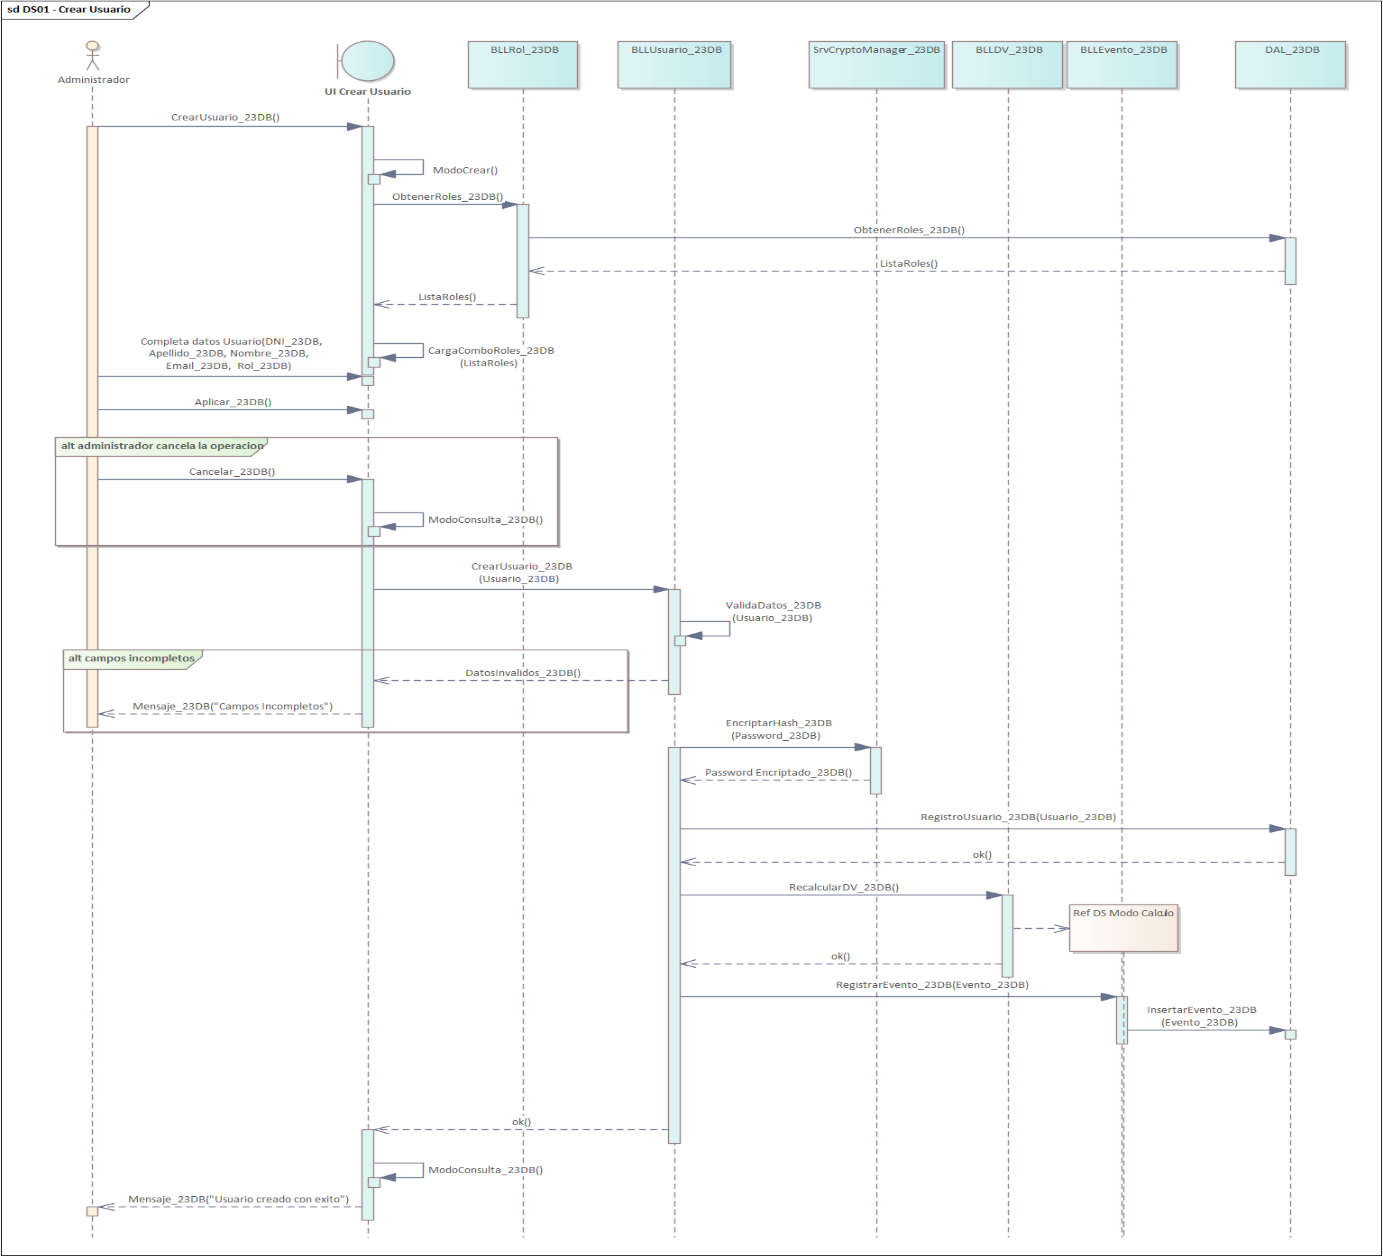 sd DS01 - Crear Usuario
Administrador
UI Crear Usuario
BLLRol_23DB
BLLUsuario_23DB
SrvCryptoManager_23DB
BLLDV_23DB
BLLEvento_23DB
DAL_23DB
CrearUsuario_23DB()
ModoCrear()
ObtenerRoles_23DB()
ObtenerRoles_23DB()
ListaRoles()
ListaRoles()
Completa datos Usuario(DNI_23DB,
Apellido_23DB, Nombre_23DB,
Email_23DB, Rol_23DB)
CargaComboRoles_23DB
(ListaRoles)
Aplicar_23DB()
alt administrador cancela la operacion
Cancelar_23DB()
ModoConsulta_23DB()
CrearUsuario_23DB
(Usuario_23DB)
ValidaDatos_23DB
(Usuario_23DB)
alt campos incompletos
DatosInvalidos_23DB()
Mensaje_23DB("Campos Incompletos")
EncriptarHash_23DB
(Password_23DB)
Password Encriptado_23DB()
RegistroUsuario_23DB(Usuario_23DB)
ok()
RecalcularDV_23DB()
Ref DS Modo Calculo
ok()
RegistrarEvento_23DB(Evento_23DB)
InsertarEvento_23DB
(Evento_23DB)
ok()
ModoConsulta_23DB()
Mensaje_23DB("Usuario creado con exito")